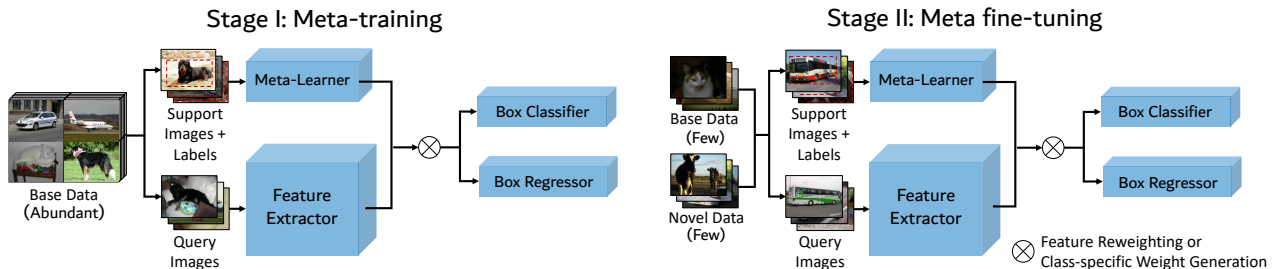 Stage I: Meta-training
Meta-Learner
Support
Images +
Labels
Base Data
(Abundant)
Feature
Extractor
Query
Images
Box Classifier
Box Regressor
Stage II: Meta fine-tuning
Base Data
(Few)
Novel Data
(Few)
Support
Images +
Labels
Meta-Learner
Query
Images
Feature
Extractor
Box Classifier
Box Regressor
Feature Reweighting or
Class-specific Weight Generation